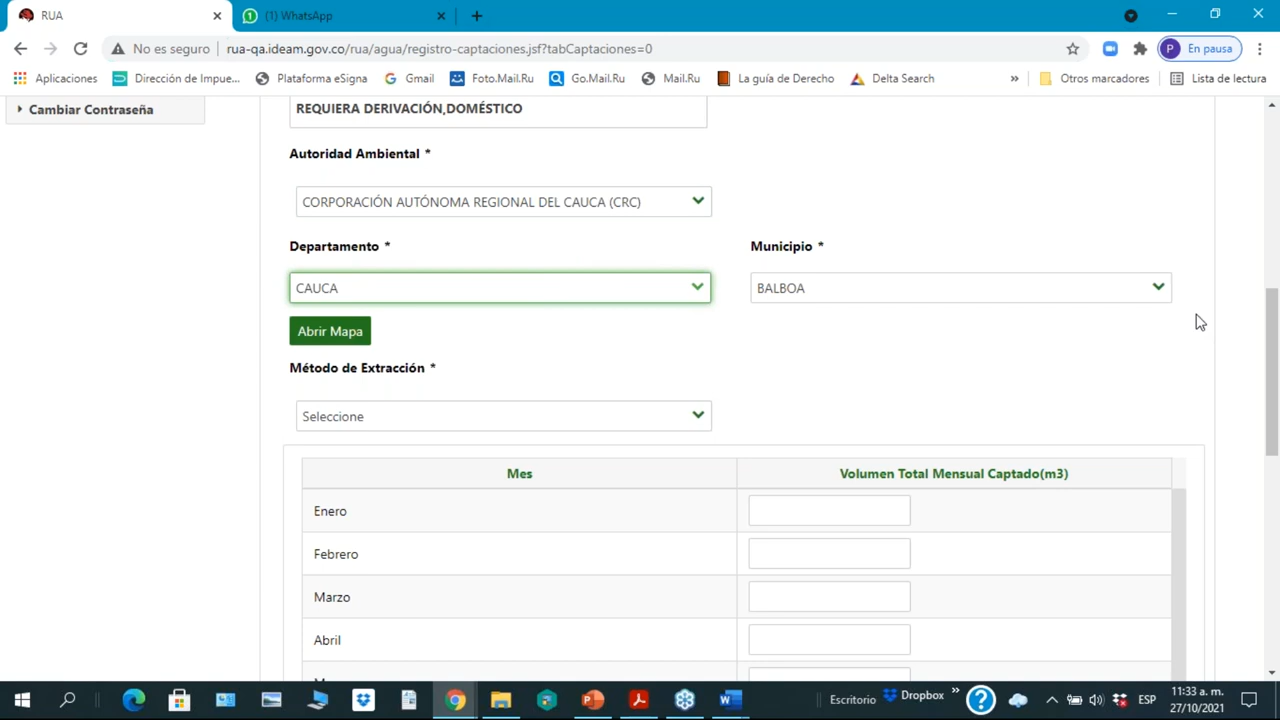 RUA
(1) WhatsApp
No es seguro
rua-qa.ideam.gov.co/rua/agua/registro-captaciones.jsf?tabCaptaciones=0
P En pausa
Aplicaciones
Dirección de Impue...
Plataforma eSigna
Gmail
Foto.Mail.Ru
Go.Mail.Ru
Mail.Ru
La guía de Derecho
Delta Search
»
Otros marcadores
Lista de lectura
Cambiar Contraseña
REQUIERA DERIVACIÓN,DOMÉSTICO
Autoridad Ambiental *
CORPORACIÓN AUTÓNOMA REGIONAL DEL CAUCA (CRC)
Departamento *
Municipio *
CAUCA
BALBOA
Abrir Mapa
Método de Extracción *
Seleccione
Mes
Volumen Total Mensual Captado(m3)
Enero
Febrero
Marzo
Abril
Escritorio
Dropbox
»
ESP
11:33 a. m.
27/10/2021